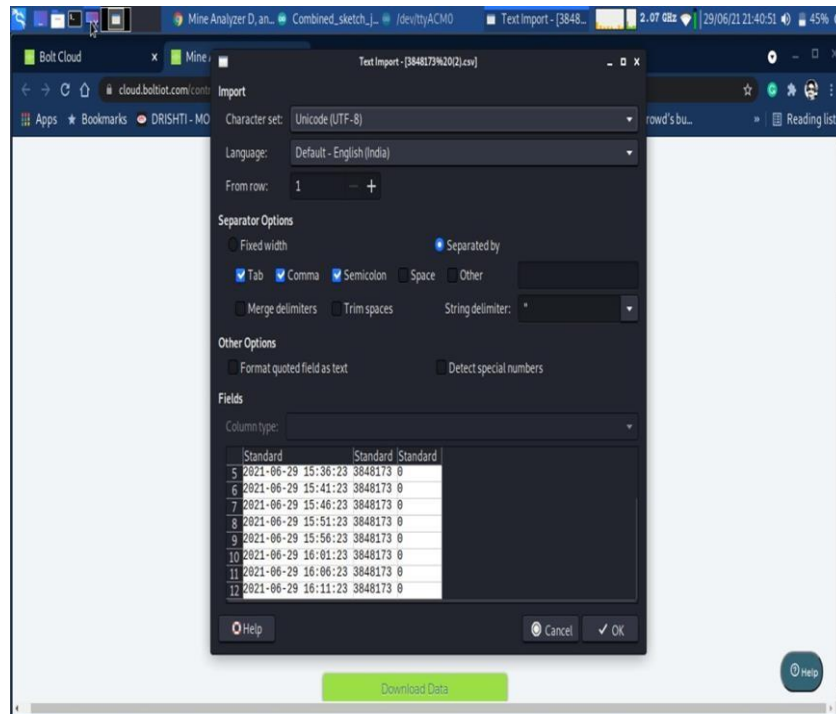 Mine Analyzer D, an... Combined_sketch_j... /dev/ttyACM0 Text Import - [3848... 2.07 GHz 29/06/21 21:40:51 45%
Bolt Cloud x Mine
cloud.boltiot.com/cont
Apps Bookmarks DRISHTI - MO rowd's bu... » Reading list
Text Import - [3848173%20(2).csv]
Import
Character set: Unicode (UTF-8)
Language: Default - English (India)
From row: 1
Separator Options
Fixed width Separated by
Tab Comma Semicolon Space Other
Merge delimiters Trim spaces String delimiter: "
Other Options
Format quoted field as text Detect special numbers
Fields
Column type:
Standard Standard Standard
5 2021-06-29 15:36:23 3848173 0
6 2021-06-29 15:41:23 3848173 0
7 2021-06-29 15:46:23 3848173 0
8 2021-06-29 15:51:23 3848173 0
9 2021-06-29 15:56:23 3848173 0
10 2021-06-29 16:01:23 3848173 0
11 2021-06-29 16:06:23 3848173 0
12 2021-06-29 16:11:23 3848173 0
Help Cancel OK
Help
Download Data